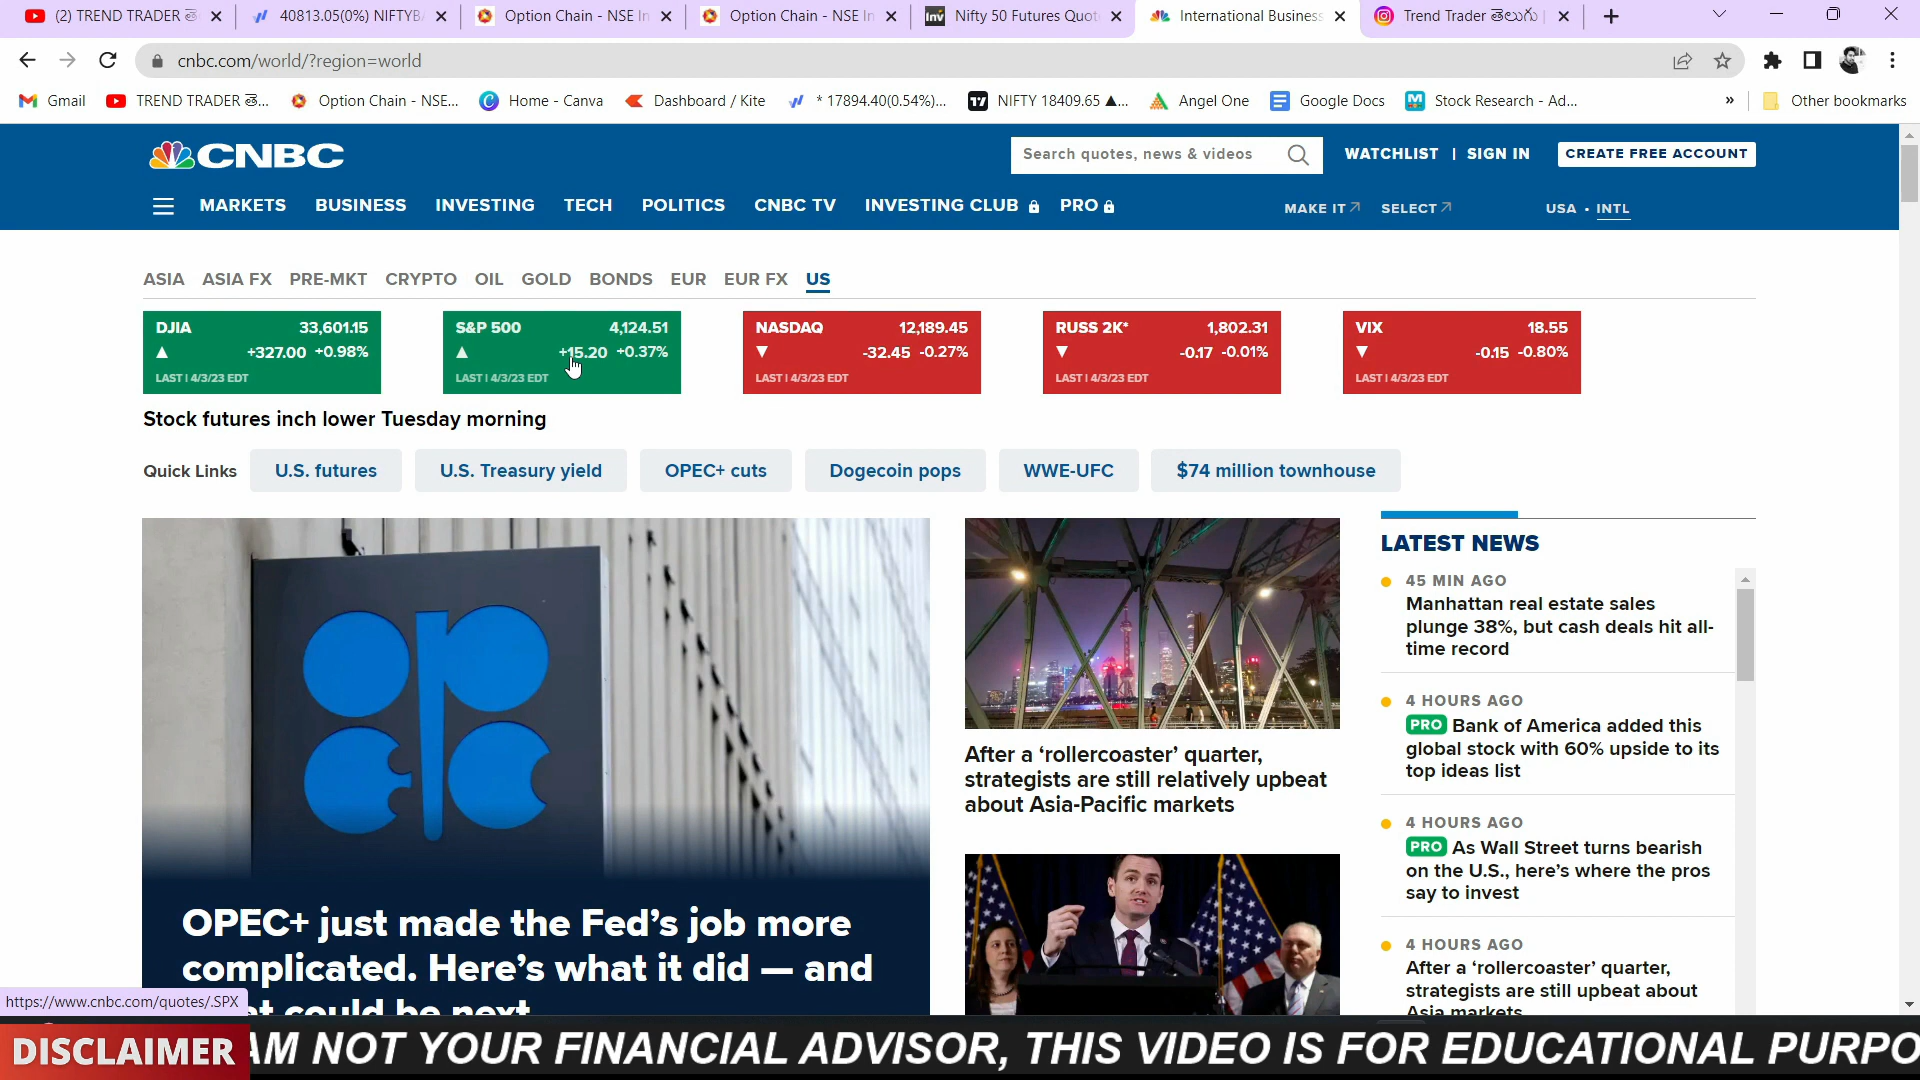 (2) TREND TRADER తె
40813.05(0%) NIFTYB
Option Chain - NSE In
Option Chain - NSE In
Nifty 50 Futures Quot
International Business
Trend Trader తెలుగు |
cnbc.com/world/?region=world
Gmail
TREND TRADER తె...
Option Chain - NSE...
Home - Canva
Dashboard / Kite
* 17894.40(0.54%)...
NIFTY 18409.65 ▲...
Angel One
Google Docs
Stock Research - Ad...
»
Other bookmarks
CNBC
Search quotes, news & videos
WATCHLIST | SIGN IN
CREATE FREE ACCOUNT
MARKETS BUSINESS INVESTING TECH POLITICS CNBC TV INVESTING CLUB PRO
MAKE IT SELECT
USA • INTL
ASIA ASIA FX PRE-MKT CRYPTO OIL GOLD BONDS EUR EUR FX US
DJIA 33,601.15
▲ +327.00 +0.98%
LAST | 4/3/23 EDT
S&P 500 4,124.51
▲ +15.20 +0.37%
LAST | 4/3/23 EDT
NASDAQ 12,189.45
▼ -32.45 -0.27%
LAST | 4/3/23 EDT
RUSS 2K* 1,802.31
▼ -0.17 -0.01%
LAST | 4/3/23 EDT
VIX 18.55
▼ -0.15 -0.80%
LAST | 4/3/23 EDT
Stock futures inch lower Tuesday morning
Quick Links
U.S. futures
U.S. Treasury yield
OPEC+ cuts
Dogecoin pops
WWE-UFC
$74 million townhouse
OPEC+ just made the Fed's job more
complicated. Here's what it did — and
at could be next
After a 'rollercoaster' quarter,
strategists are still relatively upbeat
about Asia-Pacific markets
LATEST NEWS
45 MIN AGO
Manhattan real estate sales
plunge 38%, but cash deals hit all-
time record
4 HOURS AGO
PRO Bank of America added this
global stock with 60% upside to its
top ideas list
4 HOURS AGO
PRO As Wall Street turns bearish
on the U.S., here's where the pros
say to invest
4 HOURS AGO
After a 'rollercoaster' quarter,
strategists are still upbeat about
Asia markets
https://www.cnbc.com/quotes/.SPX
DISCLAIMER
AM NOT YOUR FINANCIAL ADVISOR, THIS VIDEO IS FOR EDUCATIONAL PURPO